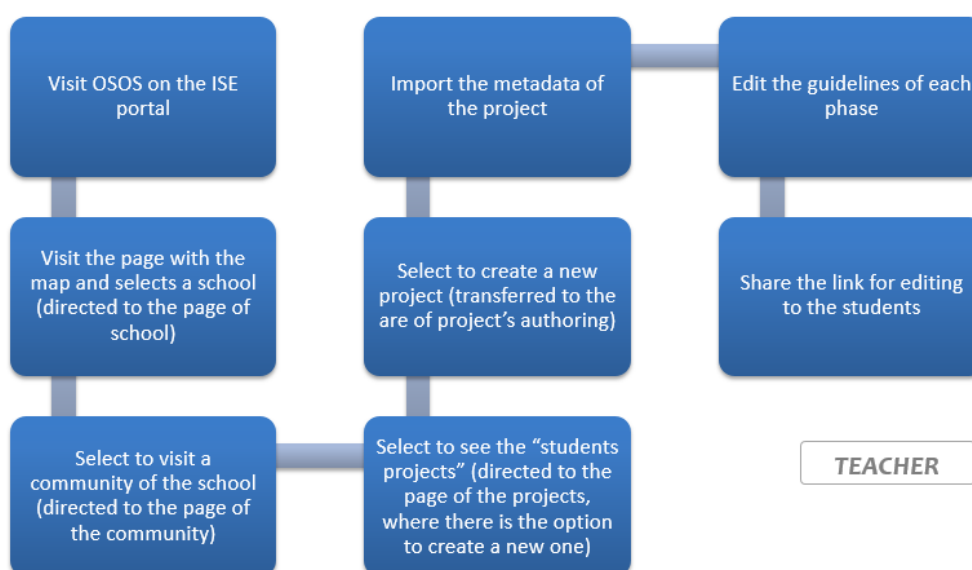 Visit OSOS on the ISE
portal
Visit the page with the
map and selects a school
(directed to the page of
school)
Select to visit a
community of the school
(directed to the page of
the community)
Select to see the “students
projects” (directed to the
page of the projects,
where there is the option
to create a new one)
Select to create a new
project (transferred to the
are of project’s authoring)
Import the metadata of
the project
Edit the guidelines of each
phase
Share the link for editing
to the students
TEACHER